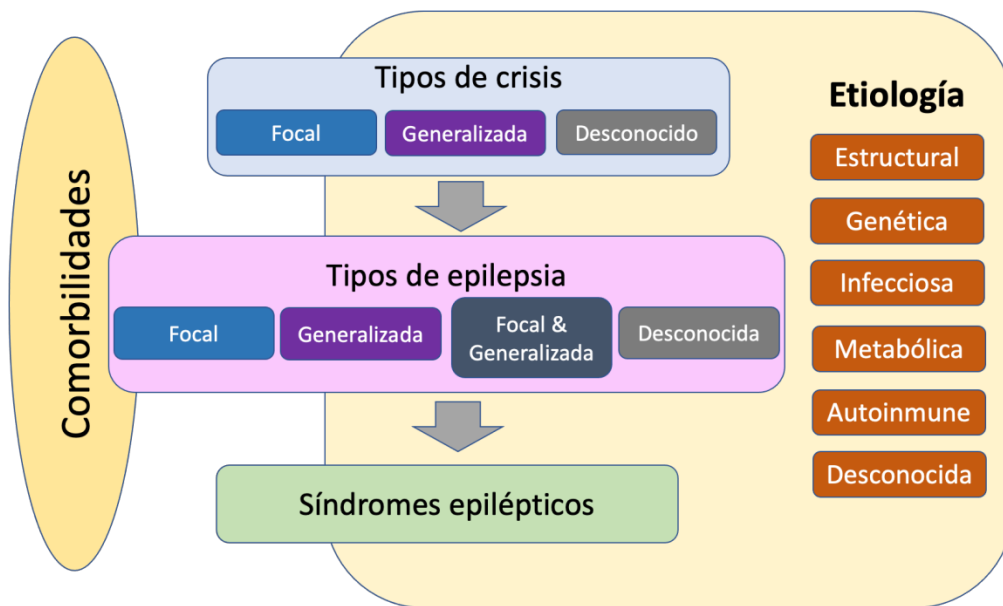 Comorbilidades
Tipos de crisis
Focal
Generalizada
Desconocido
Tipos de epilepsia
Focal
Generalizada
Focal &
Generalizada
Desconocida
Síndromes epilépticos
Etiología
Estructural
Genética
Infecciosa
Metabólica
Autoinmune
Desconocida